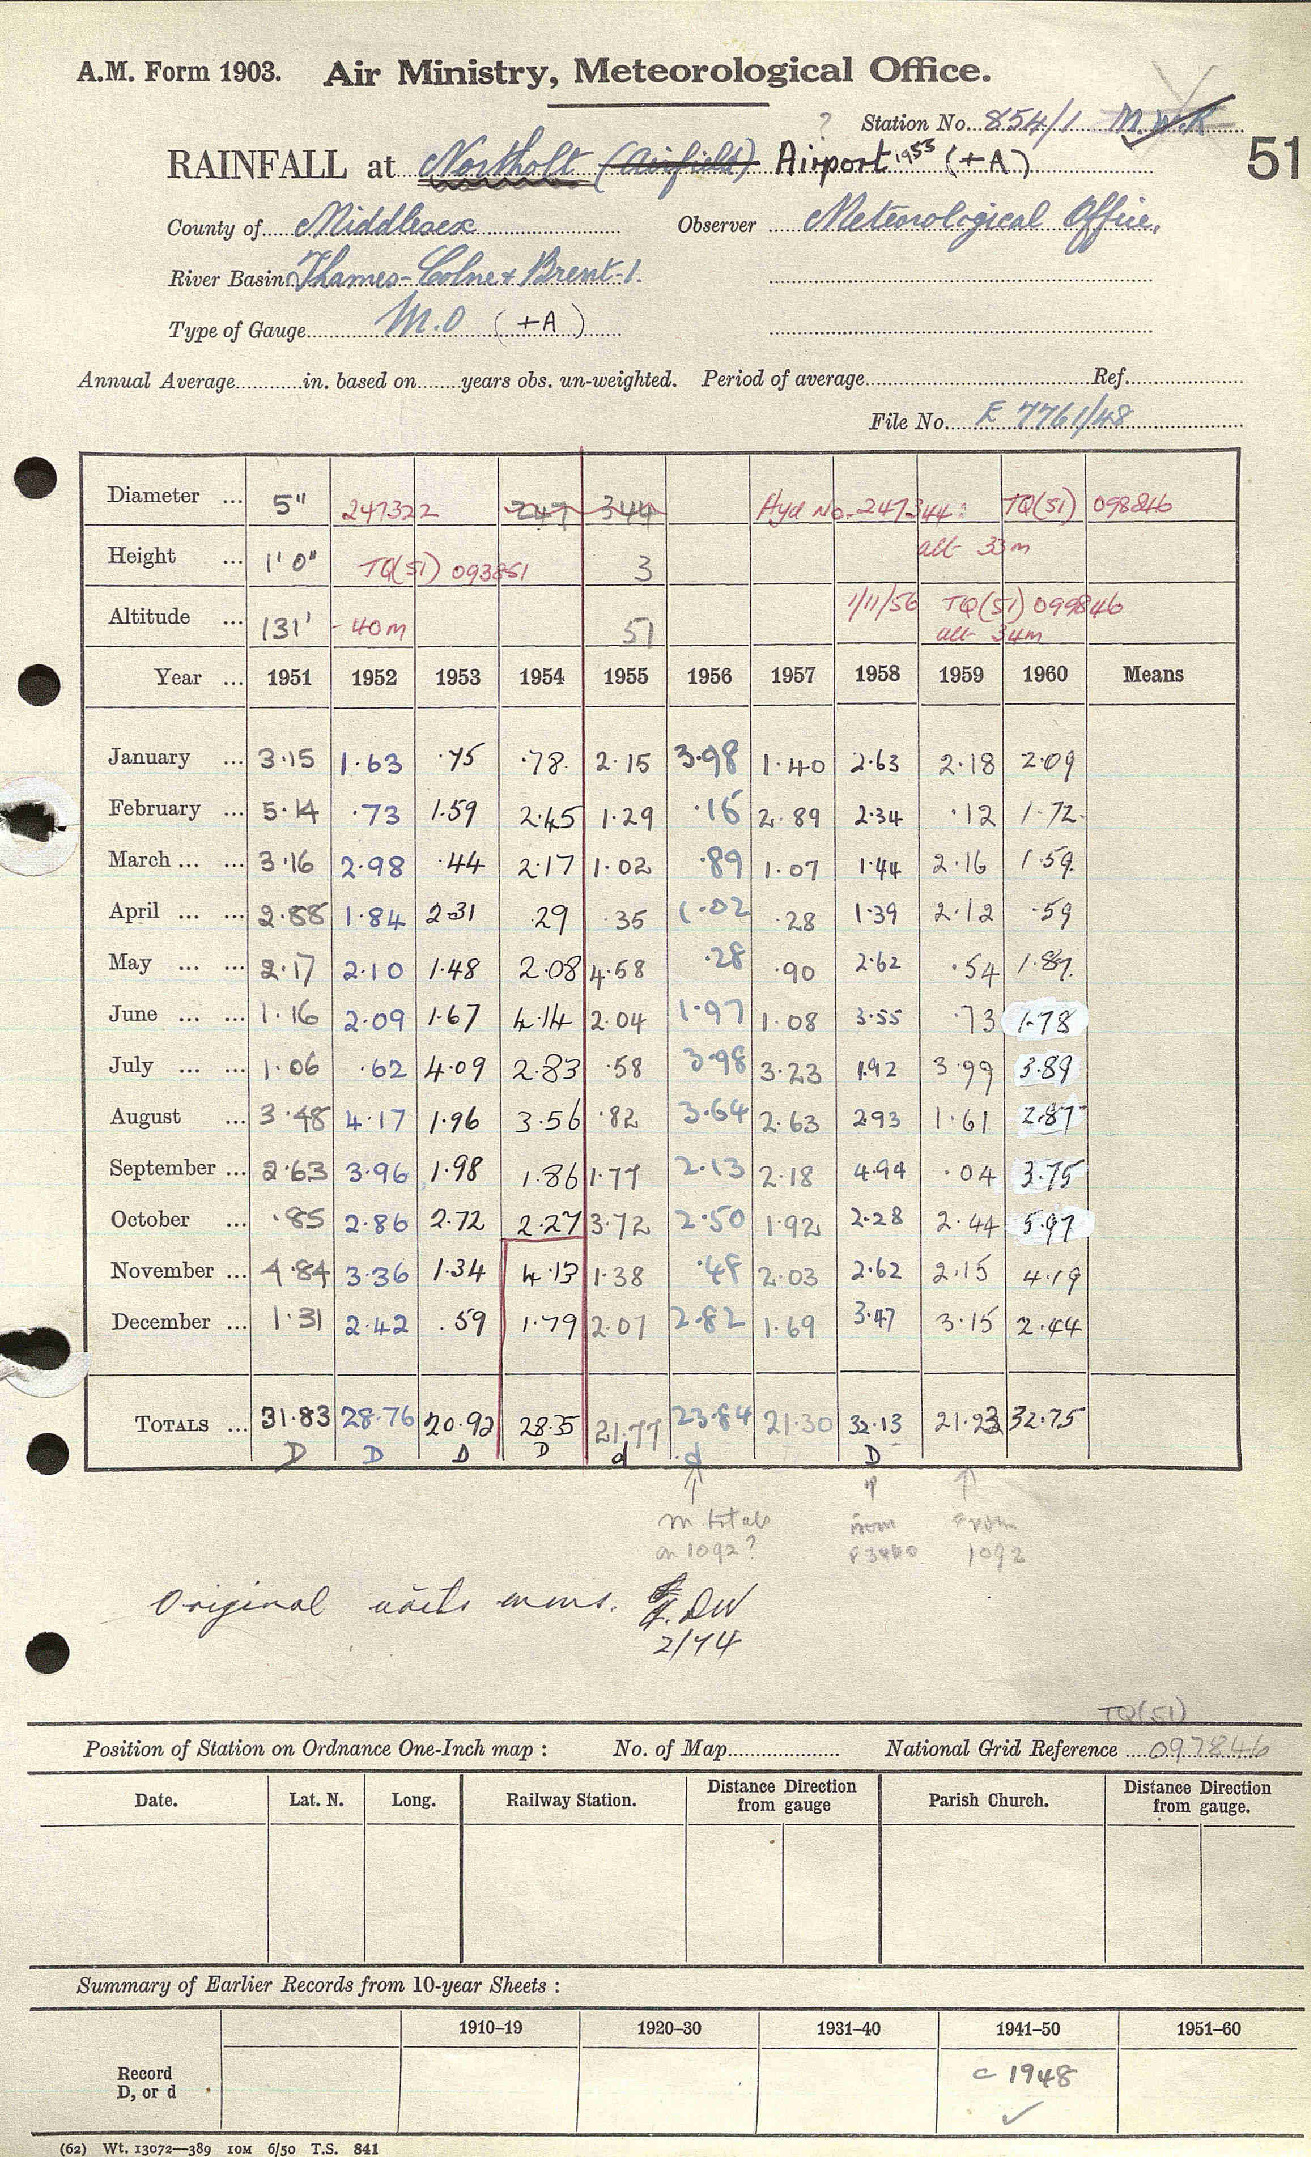 A.M. Form 1903. Air Ministry, Meteorological Office.
? Station No. 854/1 M.W.R
RAINFALL at Northolt (Airfield) Airport 1955 (+A) 51
County of Middlesex Observer Meteorological Office,
River Basin Thames-Colne & Brent-1.
Type of Gauge M.O (+A)
Annual Average in. based on years obs. un-weighted. Period of average Ref.
File No. E 7761/48
Diameter ... 5" 247322 247 344 Hyd No. 247344: TQ(51) 098846
alt 33m
Height ... 1' 0" TQ(51) 093851 3
1/11/56 TQ(51) 099846
Altitude ... 131' - 40m 51 alt 34m
Year ... 1951 1952 1953 1954 1955 1956 1957 1958 1959 1960 Means
January ... 3.15 1.63 .75 .78 2.15 3.98 1.40 2.63 2.18 2.09
February ... 5.14 .73 1.59 2.45 1.29 .16 2.89 2.34 .12 1.72
March ... ... 3.16 2.98 .44 2.17 1.02 .89 1.07 1.44 2.16 1.59
April ... ... 2.88 1.84 2.31 .29 .35 1.02 .28 1.39 2.12 .59
May ... ... 2.17 2.10 1.48 2.08 4.58 .28 .90 2.62 .54 1.87
June ... ... 1.16 2.09 1.67 4.14 2.04 1.97 1.08 3.55 .73 1.78
July ... ... 1.06 .62 4.09 2.83 .58 3.98 3.23 1.92 3.99 3.89
August ... 3.48 4.17 1.96 3.56 .82 3.64 2.63 2.93 1.61 2.87
September ... 2.63 3.96 1.98 1.86 1.77 2.13 2.18 4.94 .04 3.75
October ... .85 2.86 2.72 2.27 3.72 2.50 1.92 2.28 2.44 5.97
November ... 4.84 3.36 1.34 4.13 1.38 .48 2.03 2.62 2.15 4.19
December ... 1.31 2.42 .59 1.79 2.07 2.82 1.69 3.47 3.15 2.44
TOTALS ... 31.83 28.76 20.92 28.35 21.77 23.84 21.30 32.13 21.23 32.75
D D D D d d D
m totals from from
on 1092? 1092
Original units mms. DW
2/74
TQ(51)
Position of Station on Ordnance One-Inch map : No. of Map National Grid Reference 097846
Date. Lat. N. Long. Railway Station. Distance from gauge Direction Parish Church. Distance from gauge. Direction
Summary of Earlier Records from 10-year Sheets :
1910–19 1920–30 1931–40 1941–50 1951–60
Record
D, or d
c 1948
(62) Wt. 13072—389 10M 6/50 T.S. 841